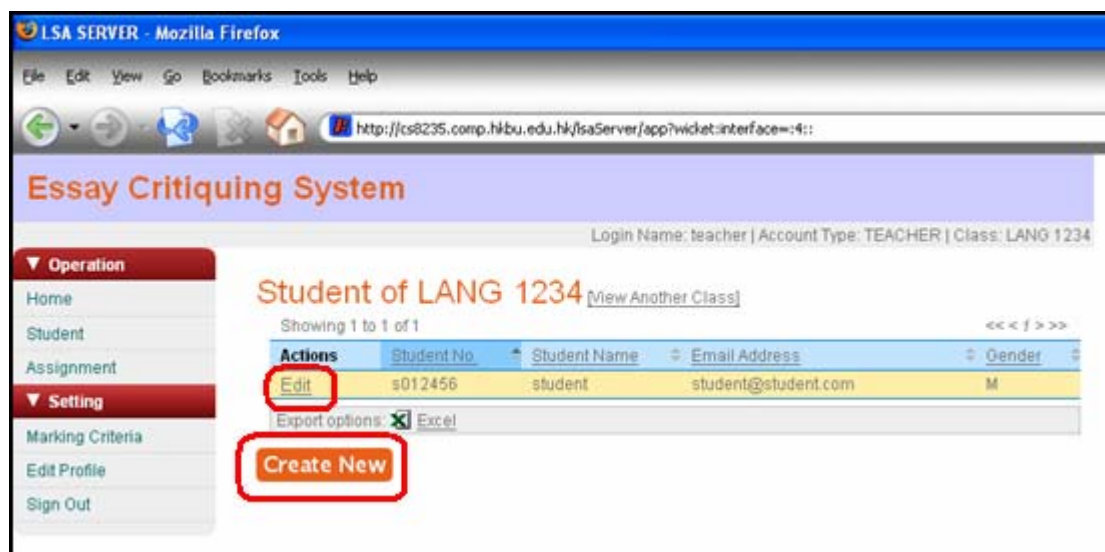 LSA SERVER - Mozilla Firefox
File Edit View Go Bookmarks Tools Help
http://cs8235.comp.hkbu.edu.hk/lsaServer/app?wicket:interface=:4::
Essay Critiquing System
Login Name: teacher | Account Type: TEACHER | Class: LANG 1234
▼ Operation
Home
Student
Assignment
▼ Setting
Marking Criteria
Edit Profile
Sign Out
Student of LANG 1234 [View Another Class]
Showing 1 to 1 of 1 << < 1 > >>
Actions Student No. Student Name Email Address Gender
Edit s012456 student student@student.com M
Export options: Excel
Create New